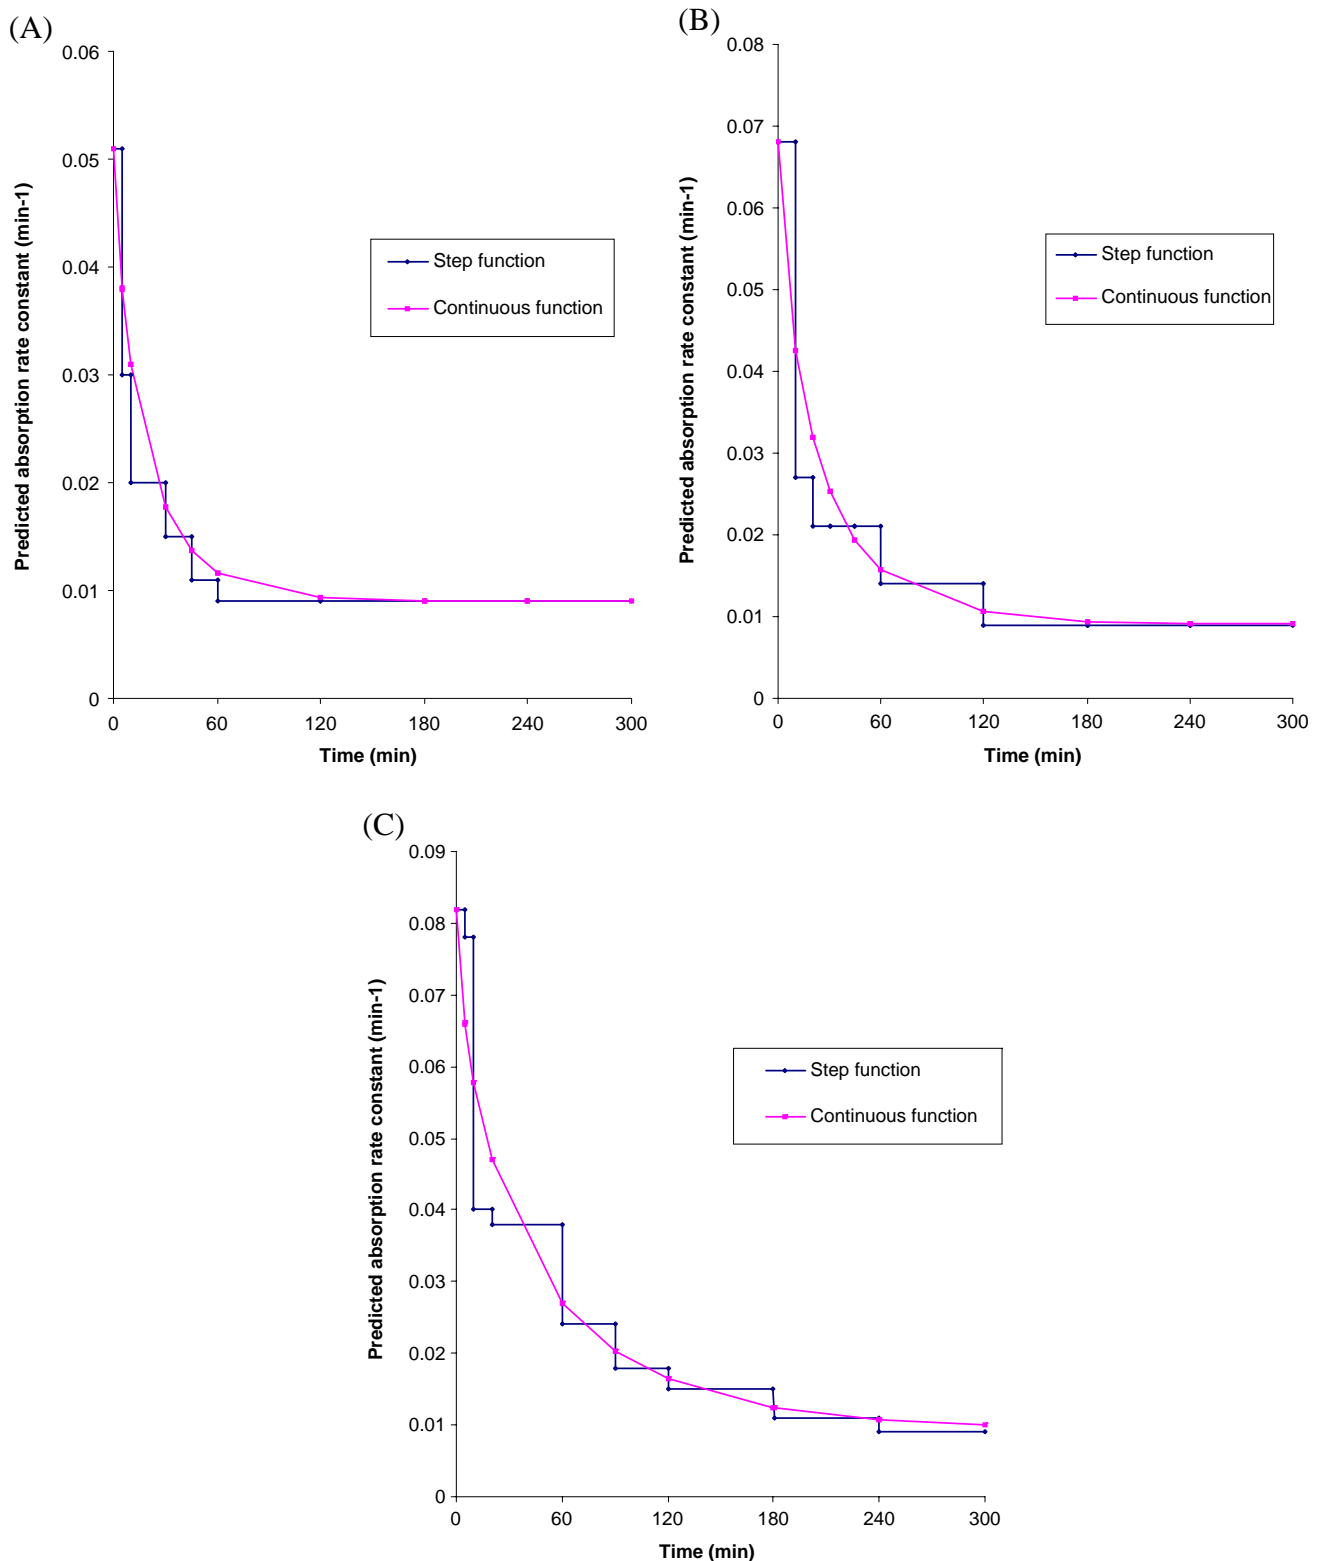 (A)
0.06
0.05
0.04
0.03
0.02
0.01
0
Predicted absorption rate constant (min-1)
Step function
Continuous function
0 60 120 180 240 300
Time (min)
(B)
0.08
0.07
0.06
0.05
0.04
0.03
0.02
0.01
0
Predicted absorption rate constant (min-1)
Step function
Continuous function
0 60 120 180 240 300
Time (min)
(C)
0.09
0.08
0.07
0.06
0.05
0.04
0.03
0.02
0.01
0
Predicted absorption rate constant (min-1)
Step function
Continuous function
0 60 120 180 240 300
Time (min)